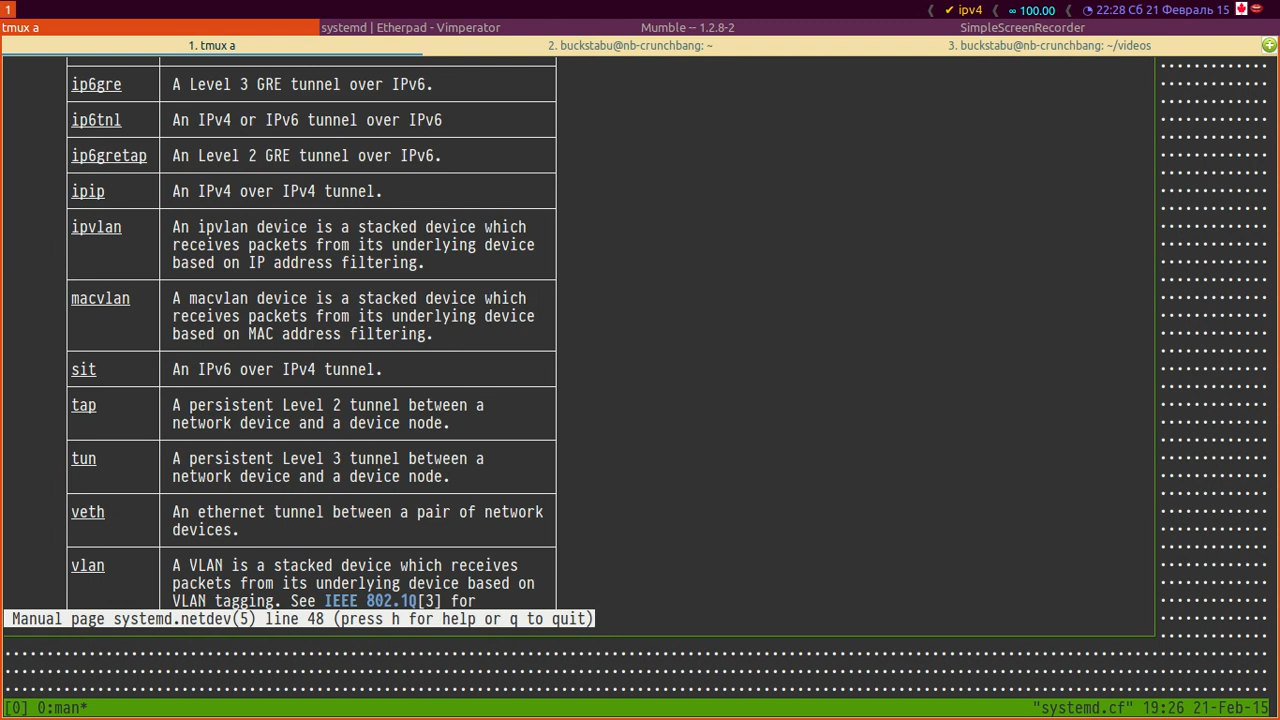 1
✔ ipv4 ∞ 100.00 22:28 Сб 21 Февраль 15
tmux a systemd | Etherpad - Vimperator Mumble -- 1.2.8-2 SimpleScreenRecorder
1. tmux a 2. buckstabu@nb-crunchbang: ~ 3. buckstabu@nb-crunchbang: ~/videos
ip6gre A Level 3 GRE tunnel over IPv6.
ip6tnl An IPv4 or IPv6 tunnel over IPv6
ip6gretap An Level 2 GRE tunnel over IPv6.
ipip An IPv4 over IPv4 tunnel.
ipvlan An ipvlan device is a stacked device which
receives packets from its underlying device
based on IP address filtering.
macvlan A macvlan device is a stacked device which
receives packets from its underlying device
based on MAC address filtering.
sit An IPv6 over IPv4 tunnel.
tap A persistent Level 2 tunnel between a
network device and a device node.
tun A persistent Level 3 tunnel between a
network device and a device node.
veth An ethernet tunnel between a pair of network
devices.
vlan A VLAN is a stacked device which receives
packets from its underlying device based on
VLAN tagging. See IEEE 802.1Q[3] for
Manual page systemd.netdev(5) line 48 (press h for help or q to quit)
[0] 0:man* "systemd.cf" 19:26 21-Feb-15